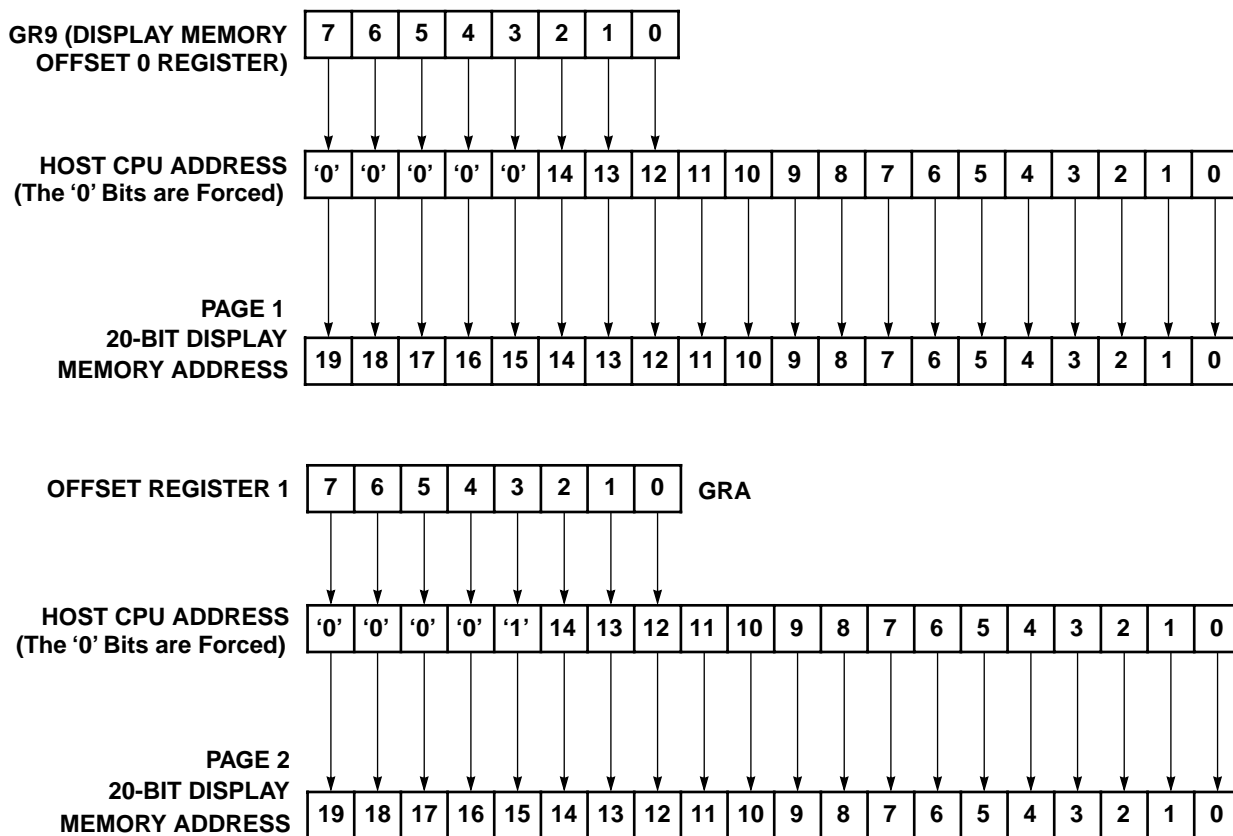 GR9 (DISPLAY MEMORY
OFFSET 0 REGISTER)
7 6 5 4 3 2 1 0
HOST CPU ADDRESS
(The ‘0’ Bits are Forced)
‘0’ ‘0’ ‘0’ ‘0’ ‘0’ 14 13 12 11 10 9 8 7 6 5 4 3 2 1 0
PAGE 1
20-BIT DISPLAY
MEMORY ADDRESS
19 18 17 16 15 14 13 12 11 10 9 8 7 6 5 4 3 2 1 0
OFFSET REGISTER 1
7 6 5 4 3 2 1 0
GRA
HOST CPU ADDRESS
(The ‘0’ Bits are Forced)
‘0’ ‘0’ ‘0’ ‘0’ ‘1’ 14 13 12 11 10 9 8 7 6 5 4 3 2 1 0
PAGE 2
20-BIT DISPLAY
MEMORY ADDRESS
19 18 17 16 15 14 13 12 11 10 9 8 7 6 5 4 3 2 1 0